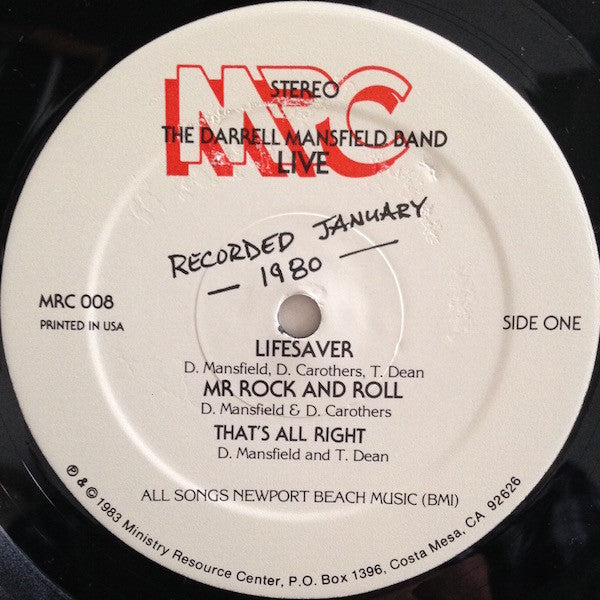 MRC
STEREO
THE DARRELL MANSFIELD BAND
LIVE
RECORDED JANUARY
— 1980 —
MRC 008
PRINTED IN USA
SIDE ONE
LIFESAVER
D. Mansfield, D. Carothers, T. Dean
MR ROCK AND ROLL
D. Mansfield & D. Carothers
THAT'S ALL RIGHT
D. Mansfield and T. Dean
ALL SONGS NEWPORT BEACH MUSIC (BMI)
℗ & © 1983 Ministry Resource Center, P.O. Box 1396, Costa Mesa, CA 92626